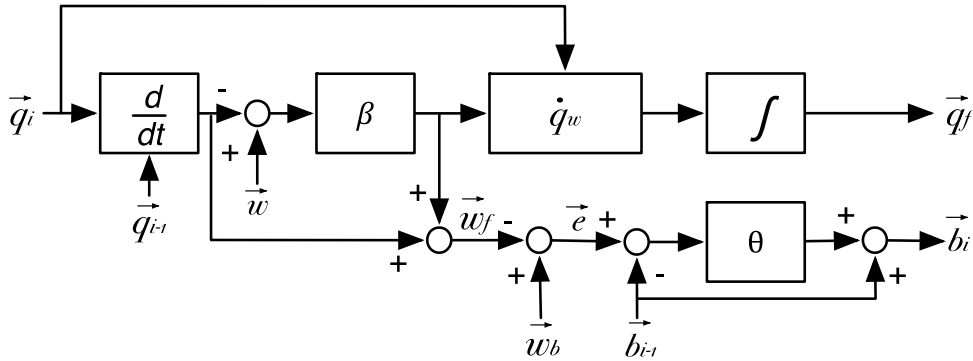 q⃗i
d/dt
-
+
β
q̇w
∫
q⃗f
q⃗i-1
w⃗
+
+
w⃗f
-
+
e⃗
+
-
θ
+
+
b⃗i
w⃗b
b⃗i-1